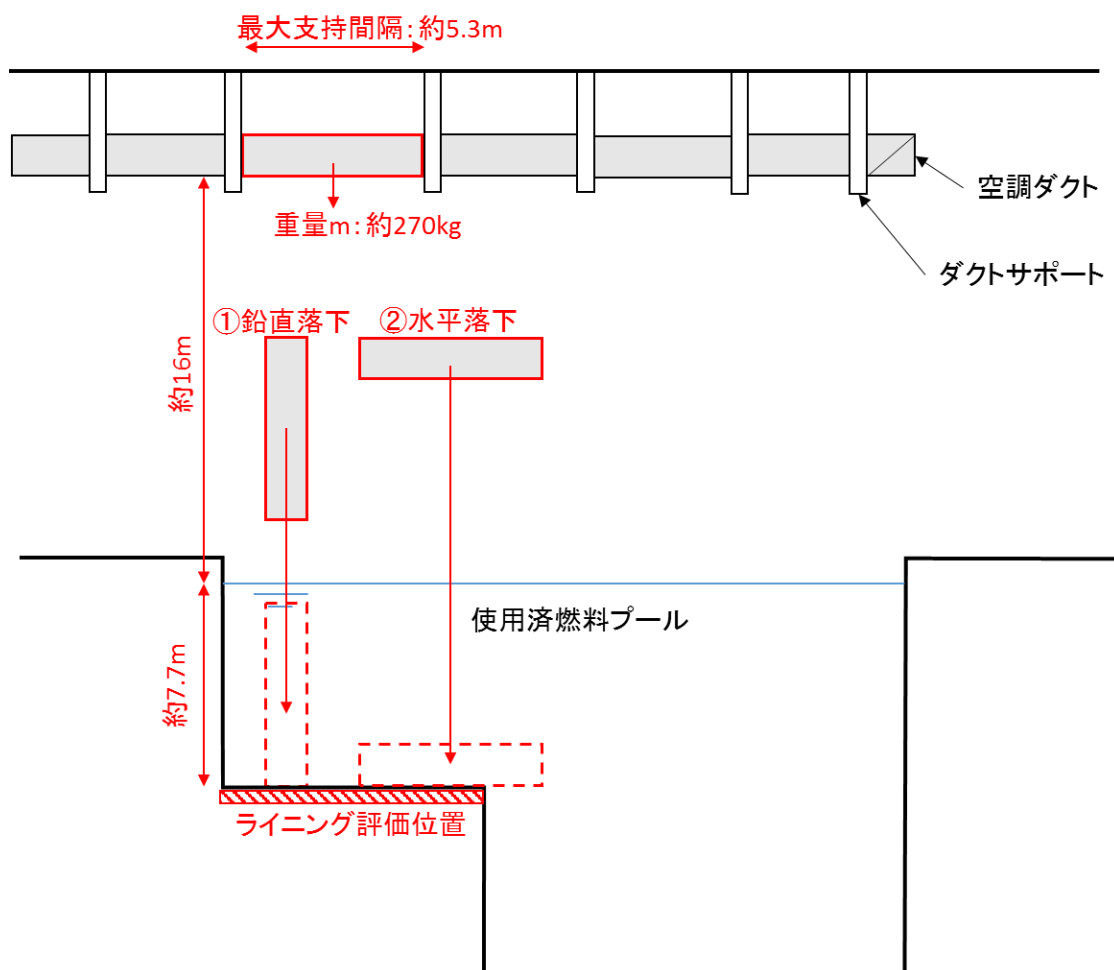 最大支持間隔：約5.3m
空調ダクト
重量m：約270kg
ダクトサポート
①鉛直落下
②水平落下
約16m
使用済燃料プール
約7.7m
ライニング評価位置